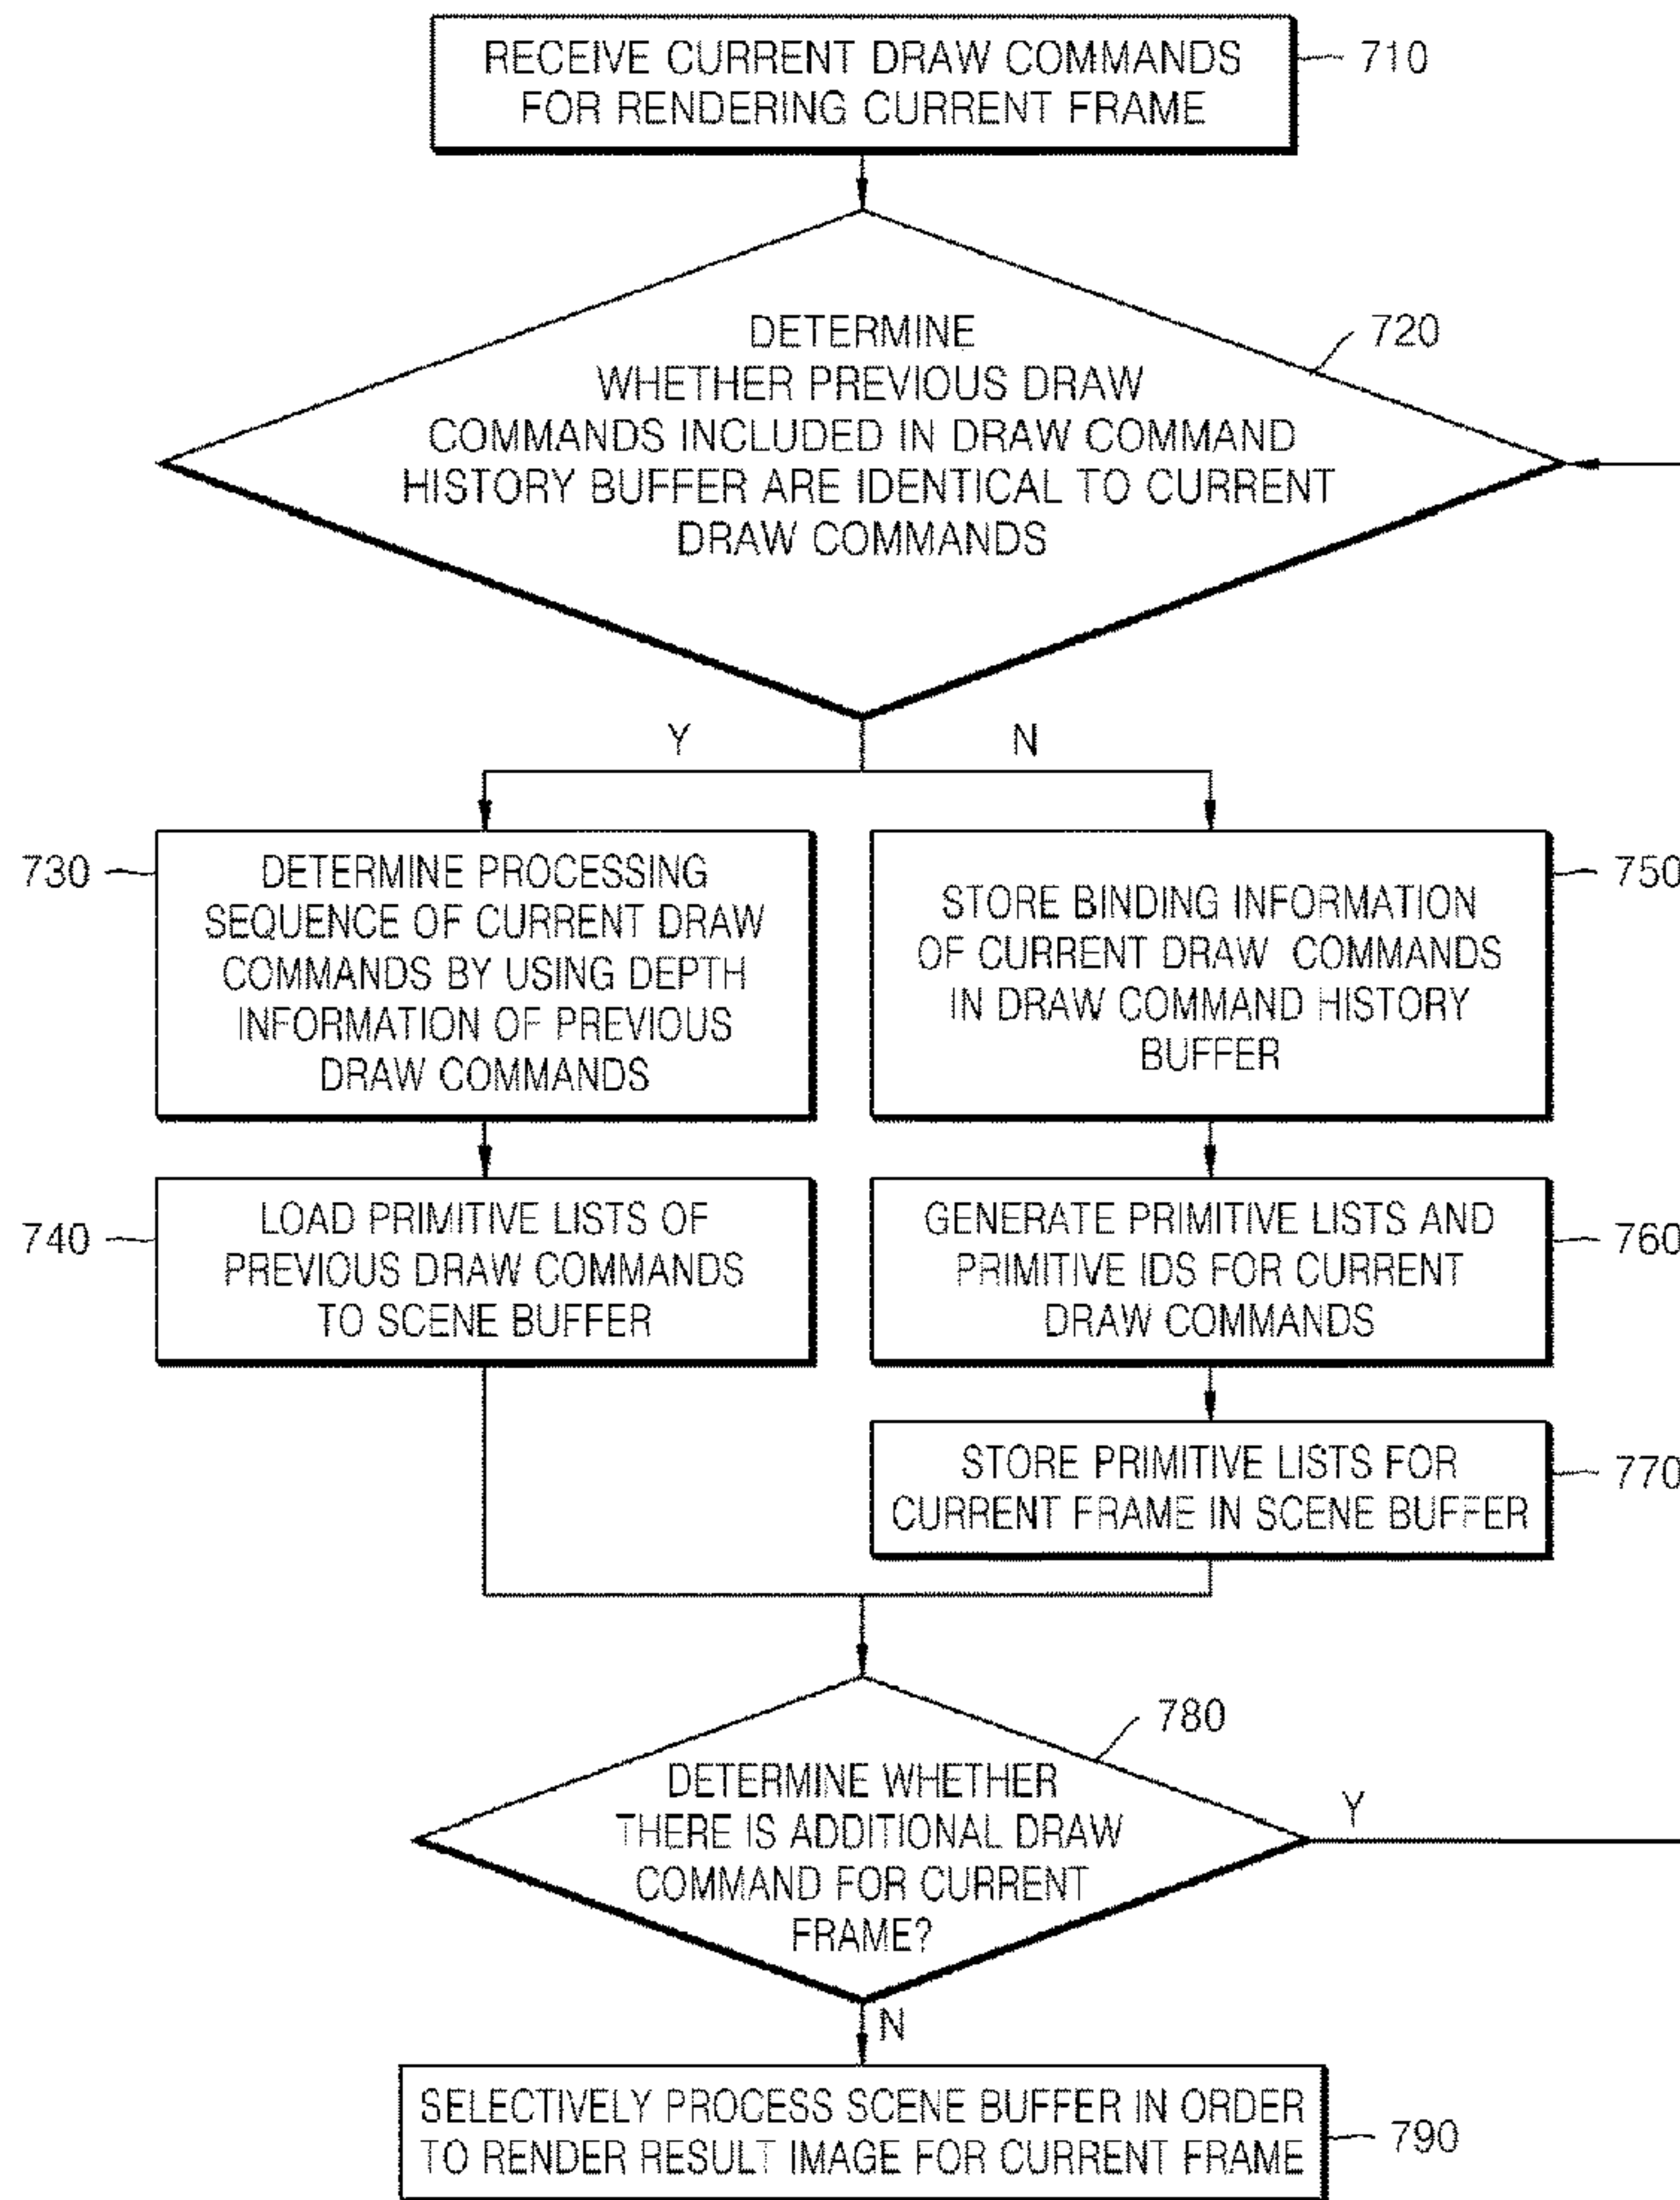 RECEIVE CURRENT DRAW COMMANDS
FOR RENDERING CURRENT FRAME
710
DETERMINE
WHETHER PREVIOUS DRAW
COMMANDS INCLUDED IN DRAW COMMAND
HISTORY BUFFER ARE IDENTICAL TO CURRENT
DRAW COMMANDS
720
Y
N
730
DETERMINE PROCESSING
SEQUENCE OF CURRENT DRAW
COMMANDS BY USING DEPTH
INFORMATION OF PREVIOUS
DRAW COMMANDS
STORE BINDING INFORMATION
OF CURRENT DRAW COMMANDS
IN DRAW COMMAND HISTORY
BUFFER
750
740
LOAD PRIMITIVE LISTS OF
PREVIOUS DRAW COMMANDS
TO SCENE BUFFER
GENERATE PRIMITIVE LISTS AND
PRIMITIVE IDS FOR CURRENT
DRAW COMMANDS
760
STORE PRIMITIVE LISTS FOR
CURRENT FRAME IN SCENE BUFFER
770
780
DETERMINE WHETHER
THERE IS ADDITIONAL DRAW
COMMAND FOR CURRENT
FRAME?
Y
N
SELECTIVELY PROCESS SCENE BUFFER IN ORDER
TO RENDER RESULT IMAGE FOR CURRENT FRAME
790